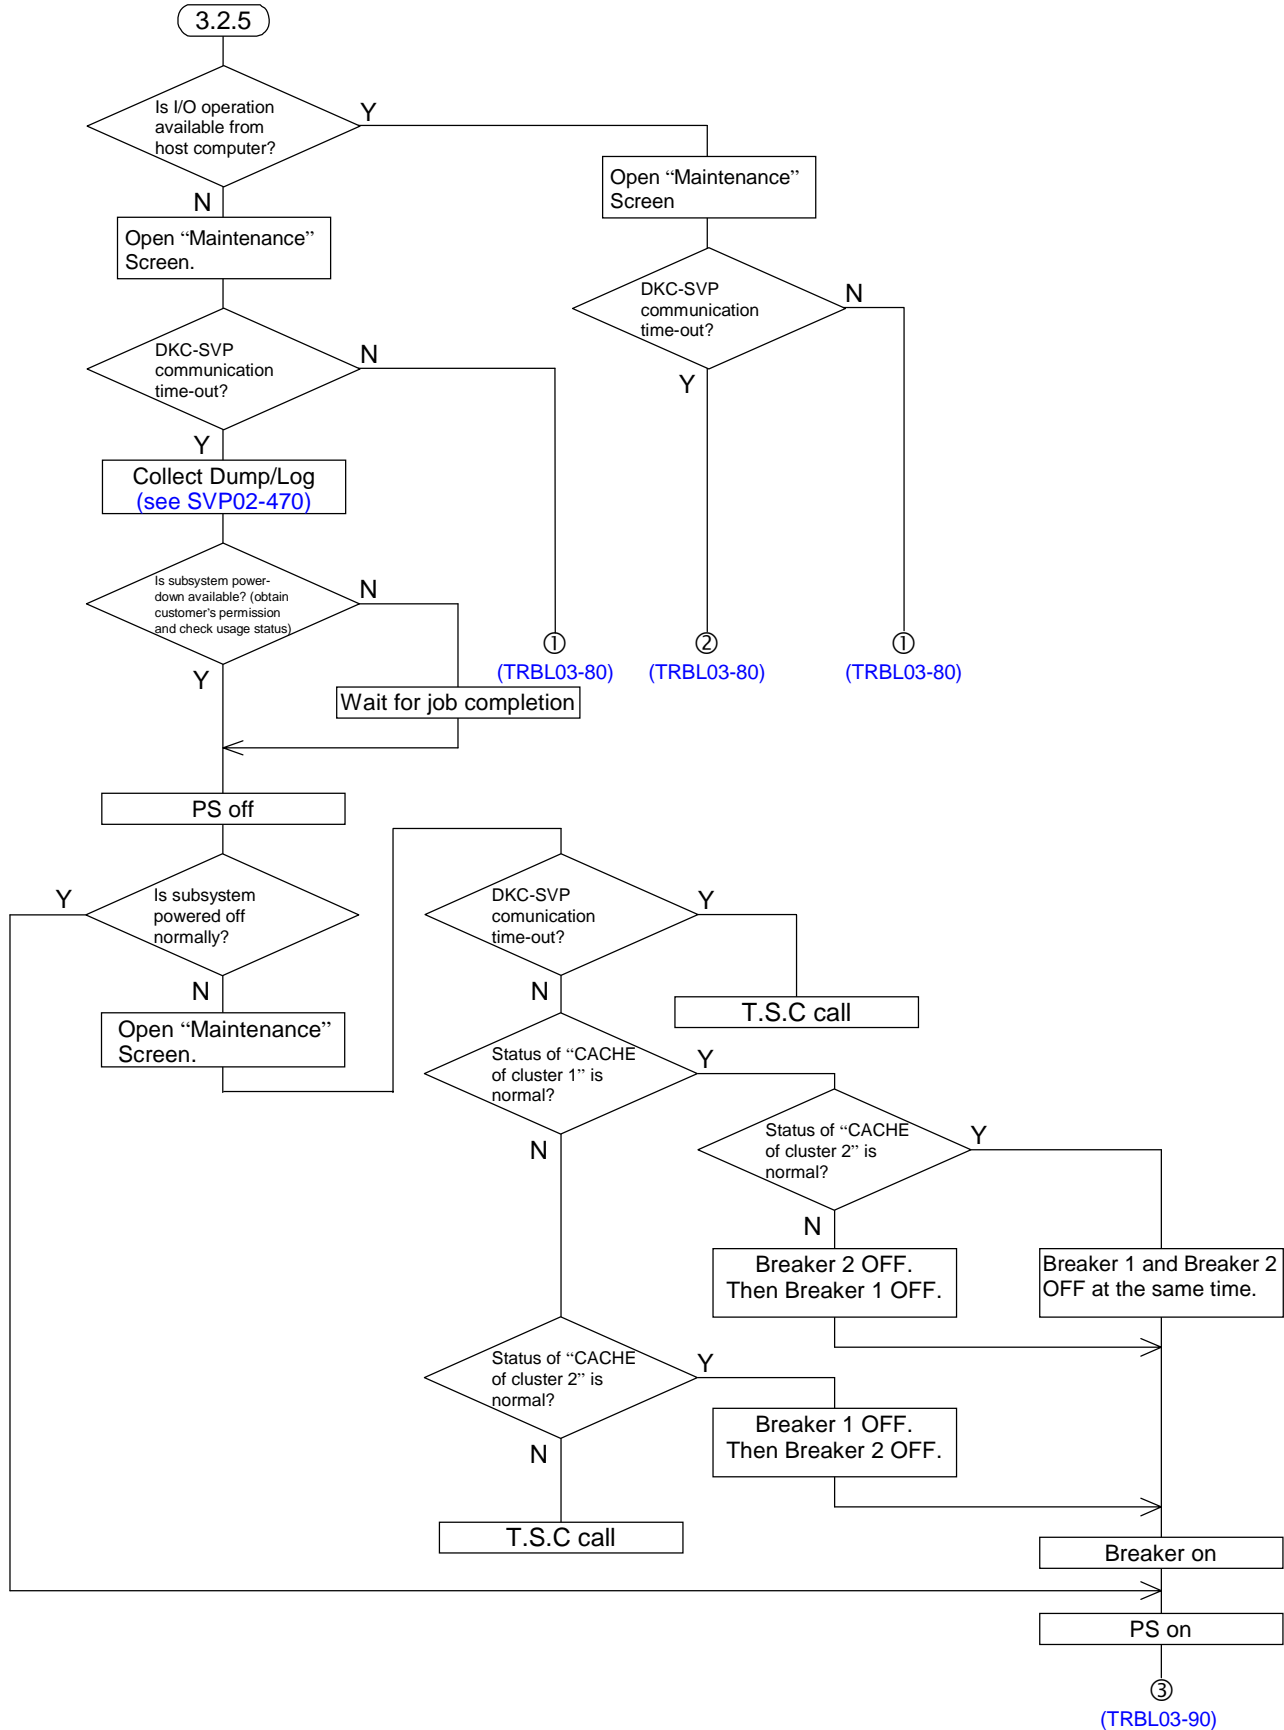 3.2.5
Is I/O operation
available from
host computer?
Y
N
Open “Maintenance”
Screen
Open “Maintenance”
Screen.
DKC-SVP
communication
time-out?
N
Y
DKC-SVP
communication
time-out?
N
Y
Collect Dump/Log
(see SVP02-470)
Is subsystem power-
down available? (obtain
customer's permission
and check usage status)
N
Y
①
(TRBL03-80)
②
(TRBL03-80)
①
(TRBL03-80)
Wait for job completion
PS off
Is subsystem
powered off
normally?
Y
N
Open “Maintenance”
Screen.
DKC-SVP
comunication
time-out?
Y
N
T.S.C call
Status of “CACHE
of cluster 1” is
normal?
Y
N
Status of “CACHE
of cluster 2” is
normal?
Y
N
Breaker 2 OFF.
Then Breaker 1 OFF.
Breaker 1 and Breaker 2
OFF at the same time.
Status of “CACHE
of cluster 2” is
normal?
Y
N
Breaker 1 OFF.
Then Breaker 2 OFF.
T.S.C call
Breaker on
PS on
③
(TRBL03-90)